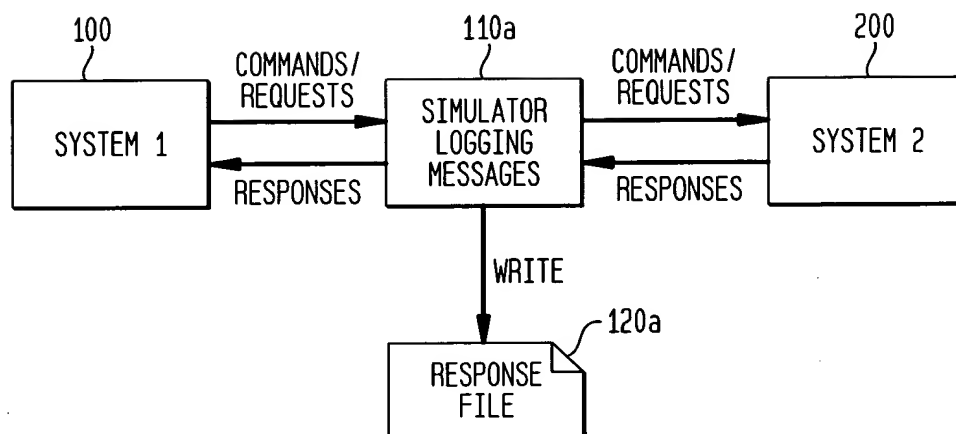 100
110a
200
COMMANDS/
REQUESTS
COMMANDS/
REQUESTS
SYSTEM 1
SIMULATOR
LOGGING
MESSAGES
SYSTEM 2
RESPONSES
RESPONSES
WRITE
120a
RESPONSE
FILE